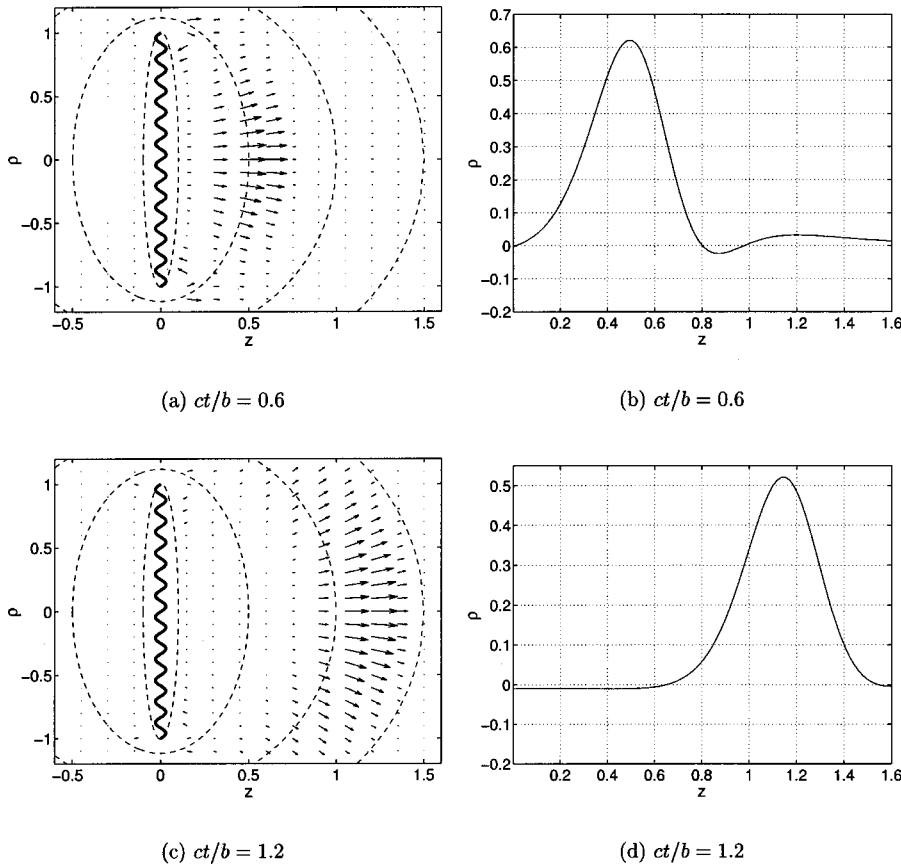 1
0.5
0
−0.5
−1
ρ
−0.5 0 0.5 1 1.5
z
(a) ct/b = 0.6
0.7
0.6
0.5
0.4
0.3
0.2
0.1
0
−0.1
−0.2
ρ
0.2 0.4 0.6 0.8 1 1.2 1.4 1.6
z
(b) ct/b = 0.6
1
0.5
0
−0.5
−1
ρ
−0.5 0 0.5 1 1.5
z
(c) ct/b = 1.2
0.5
0.4
0.3
0.2
0.1
0
−0.1
−0.2
ρ
0.2 0.4 0.6 0.8 1 1.2 1.4 1.6
z
(d) ct/b = 1.2